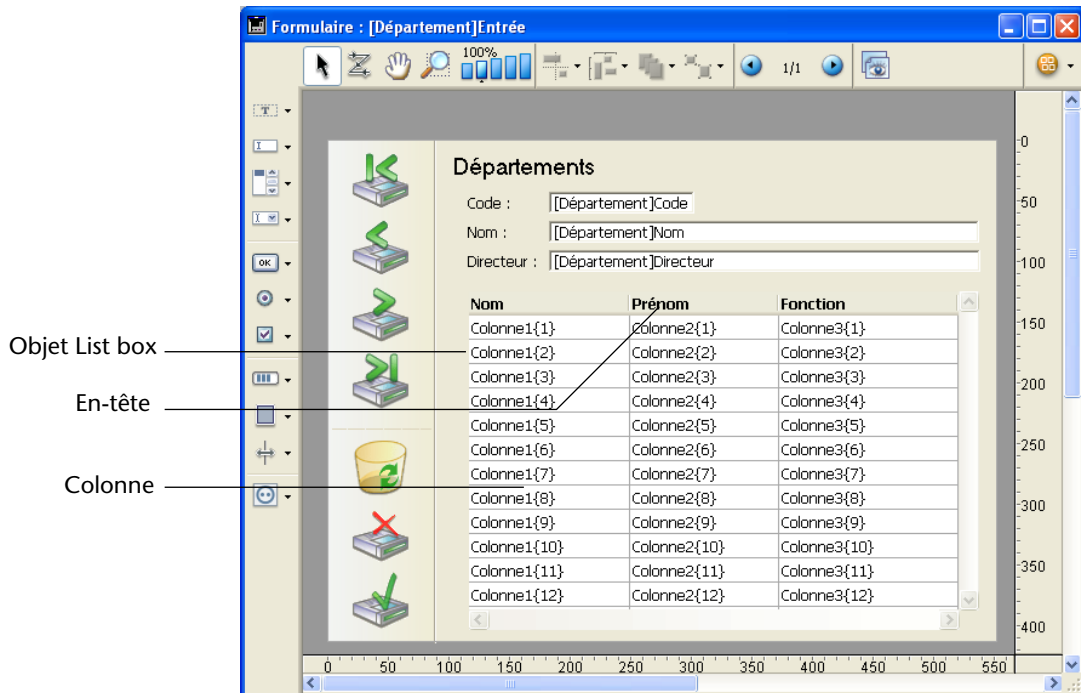 Formulaire : [Département]Entrée
100%
1/1
T
I
I
OK
Départements
Code : [Département]Code
Nom : [Département]Nom
Directeur : [Département]Directeur
Nom Prénom Fonction
Colonne1{1} Colonne2{1} Colonne3{1}
Colonne1{2} Colonne2{2} Colonne3{2}
Colonne1{3} Colonne2{3} Colonne3{3}
Colonne1{4} Colonne2{4} Colonne3{4}
Colonne1{5} Colonne2{5} Colonne3{5}
Colonne1{6} Colonne2{6} Colonne3{6}
Colonne1{7} Colonne2{7} Colonne3{7}
Colonne1{8} Colonne2{8} Colonne3{8}
Colonne1{9} Colonne2{9} Colonne3{9}
Colonne1{10} Colonne2{10} Colonne3{10}
Colonne1{11} Colonne2{11} Colonne3{11}
Colonne1{12} Colonne2{12} Colonne3{12}
Objet List box
En-tête
Colonne
0
50
100
150
200
250
300
350
400
0 50 100 150 200 250 300 350 400 450 500 550